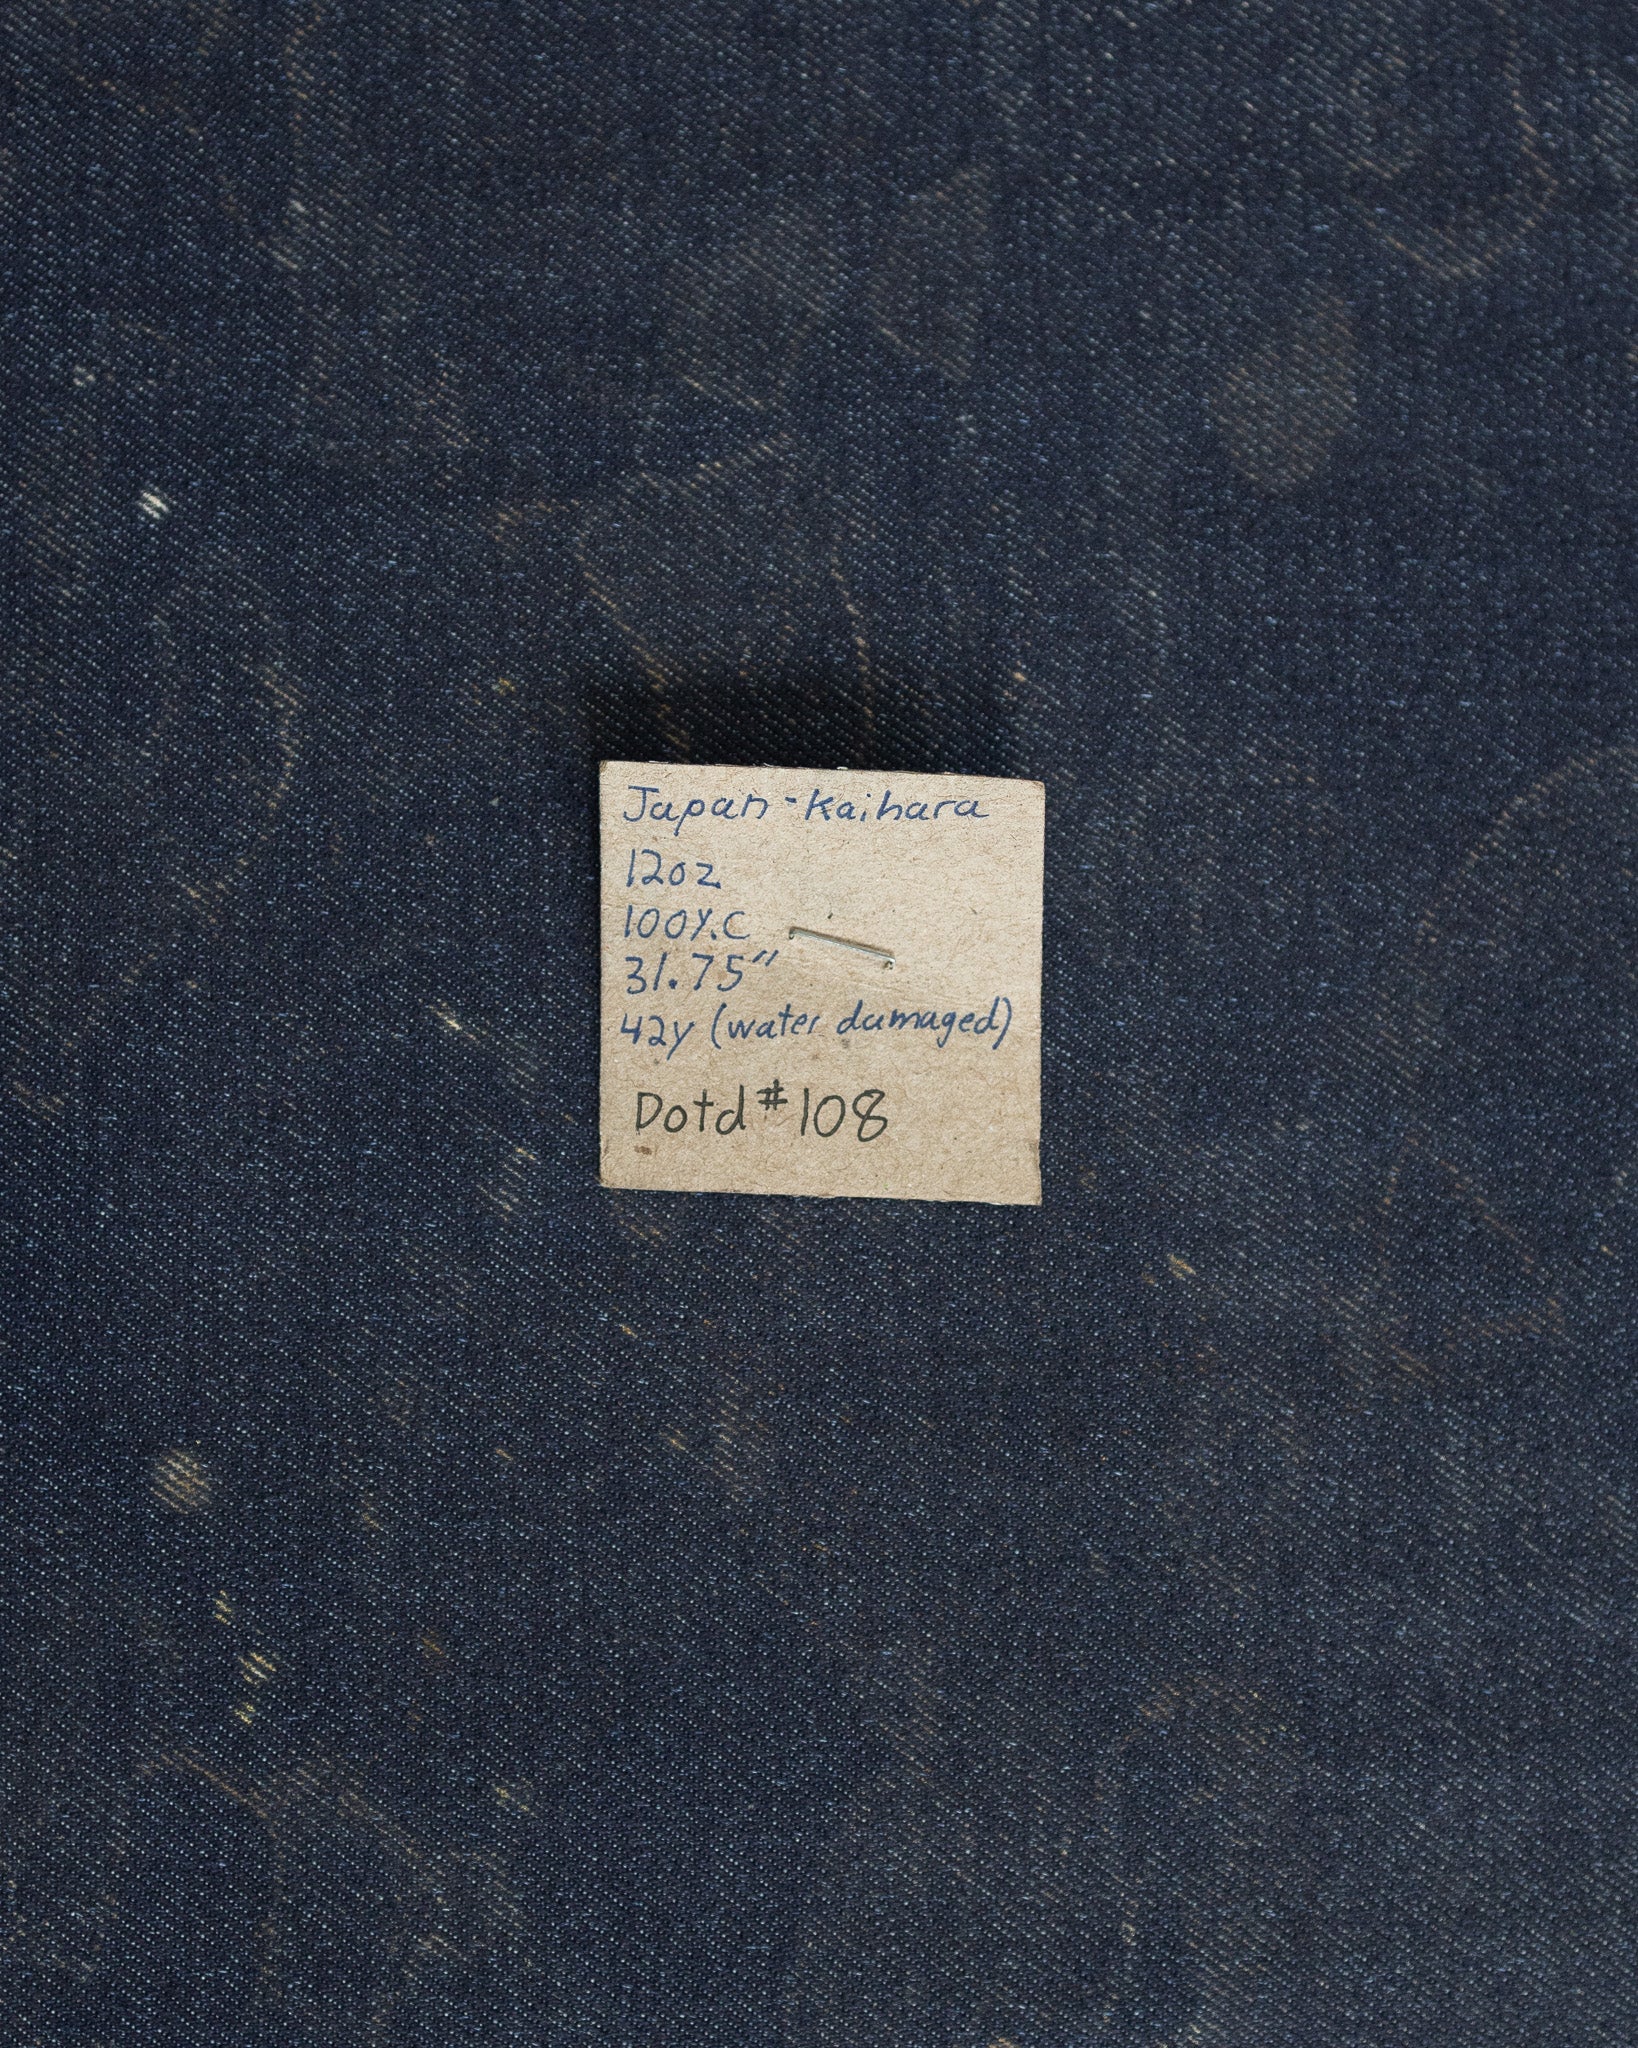 Japan-Kaihara
12oz
100%.C
31.75"
42y (water damaged)
Dotd #108